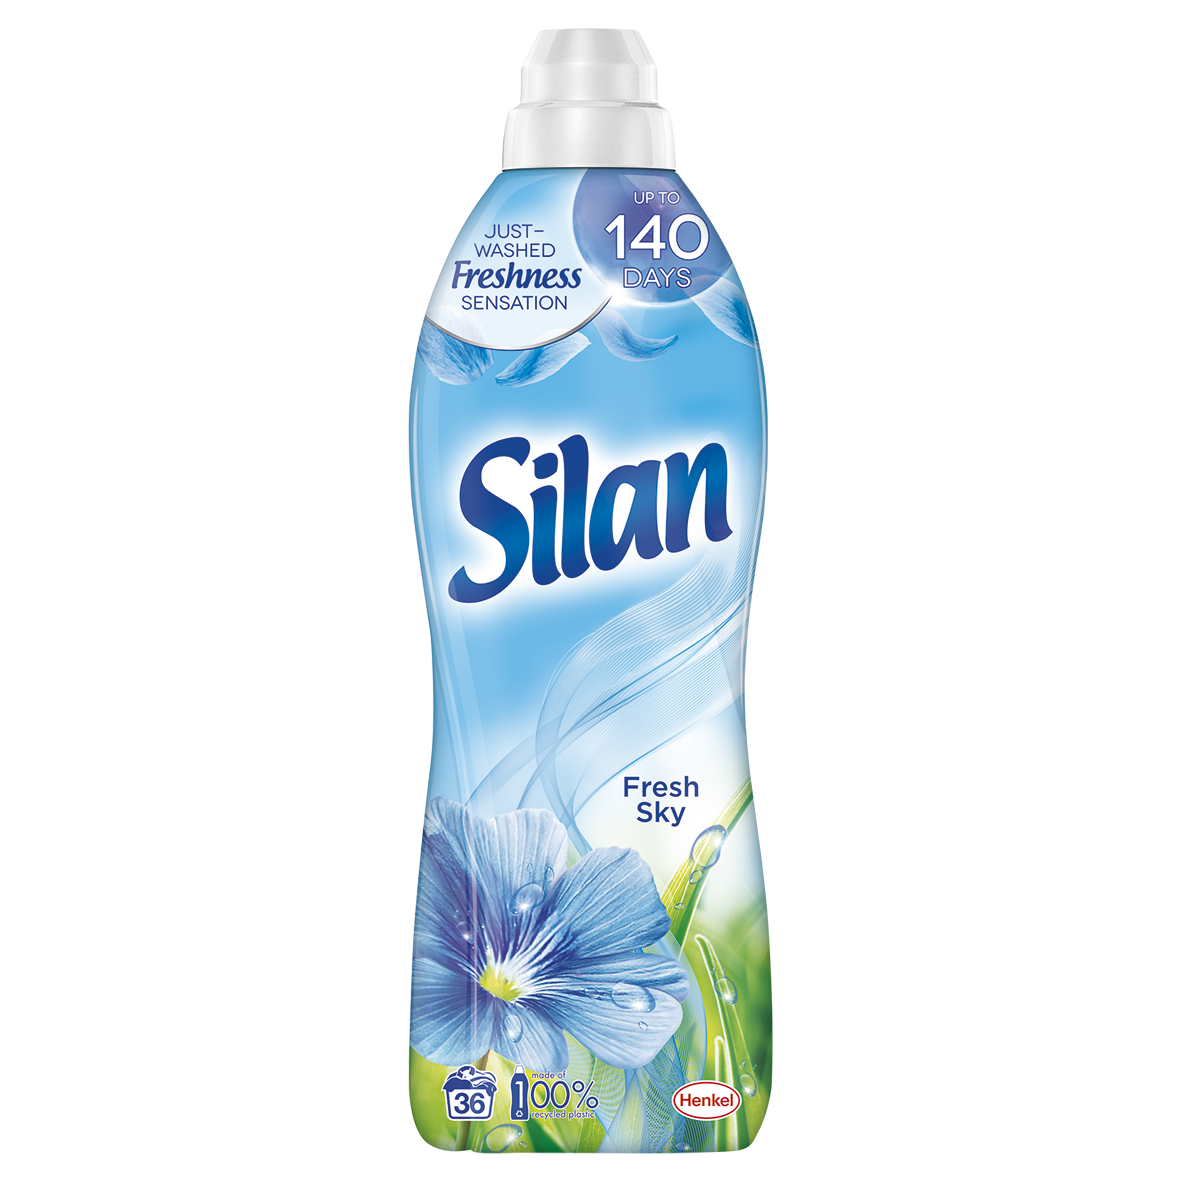 JUST-
WASHED
Freshness
SENSATION
UP TO
140
DAYS
Silan
Fresh
Sky
36
made of
100%
recycled plastic
Henkel